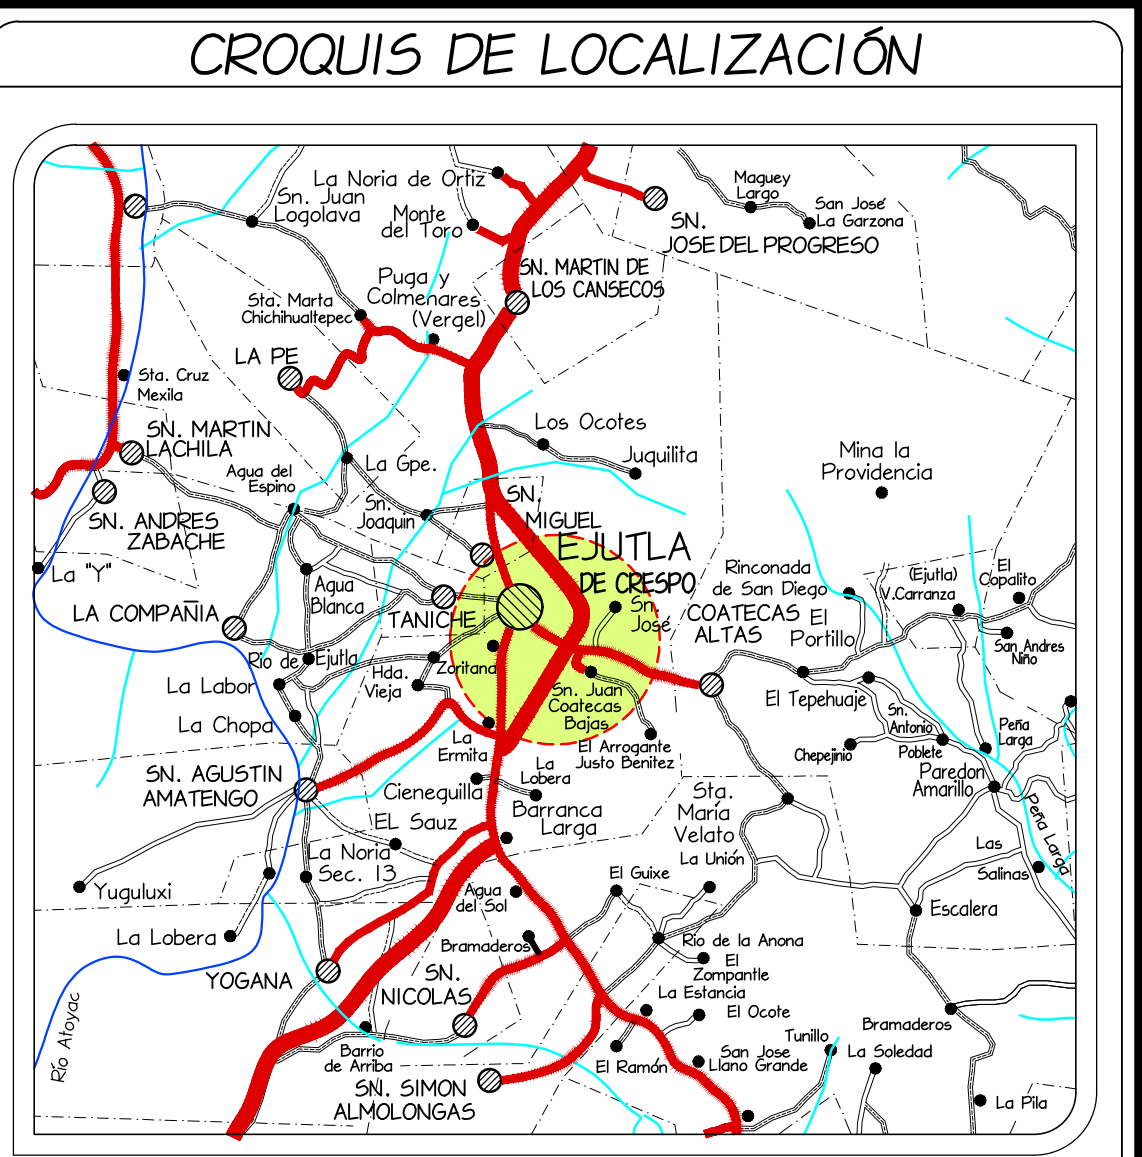 CROQUIS DE LOCALIZACIÓN
La Noria de Ortiz
Sn. Juan
Logolava
Monte
del Toro
Maguey
Largo
San José
La Garzona
SN.
JOSE DEL PROGRESO
SN. MARTIN DE
LOS CANSECOS
Puga y
Colmenares
(Vergel)
Sta. Marta
Chichihualtepec
LA PE
Sta. Cruz
Mexila
SN. MARTIN
LACHILA
Los Ocotes
Juquilita
Mina la
Providencia
La Gpe.
Agua del
Espino
Sn.
Joaquin
SN.
MIGUEL
SN. ANDRES
ZABACHE
EJUTLA
DE CRESPO
La "Y"
Agua
Blanca
LA COMPAÑIA
TANICHE
Sn.
José
COATECAS
ALTAS
Rinconada
de San Diego
El
Portillo
(Ejutla)
V.Carranza
El
Copalito
San Andres
Niño
Rio de Ejutla
Zoritana
Hda.
Vieja
La Labor
La Chopa
Sn. Juan
Coatecas
Bajas
El Tepehuaje
Sn.
Antonio
Peña
Larga
Chepejinio
Poblete
Paredon
Amarillo
La
Ermita
El Arrogante
Justo Benitez
SN. AGUSTIN
AMATENGO
La
Lobera
Cieneguilla
Barranca
Larga
Sta.
María
Velato
EL Sauz
La Noria
Sec. 13
La Unión
Las
Salinas
Peña Larga
El Guixe
Yuguluxi
Agua
del Sol
Escalera
La Lobera
Bramaderos
Rio de la Anona
El
Zompantle
YOGANA
SN.
NICOLAS
La Estancia
El Ocote
Bramaderos
Río Atoyac
Barrio
de Arriba
Tunillo
La Soledad
El Ramón
San Jose
Llano Grande
SN. SIMON
ALMOLONGAS
La Pila